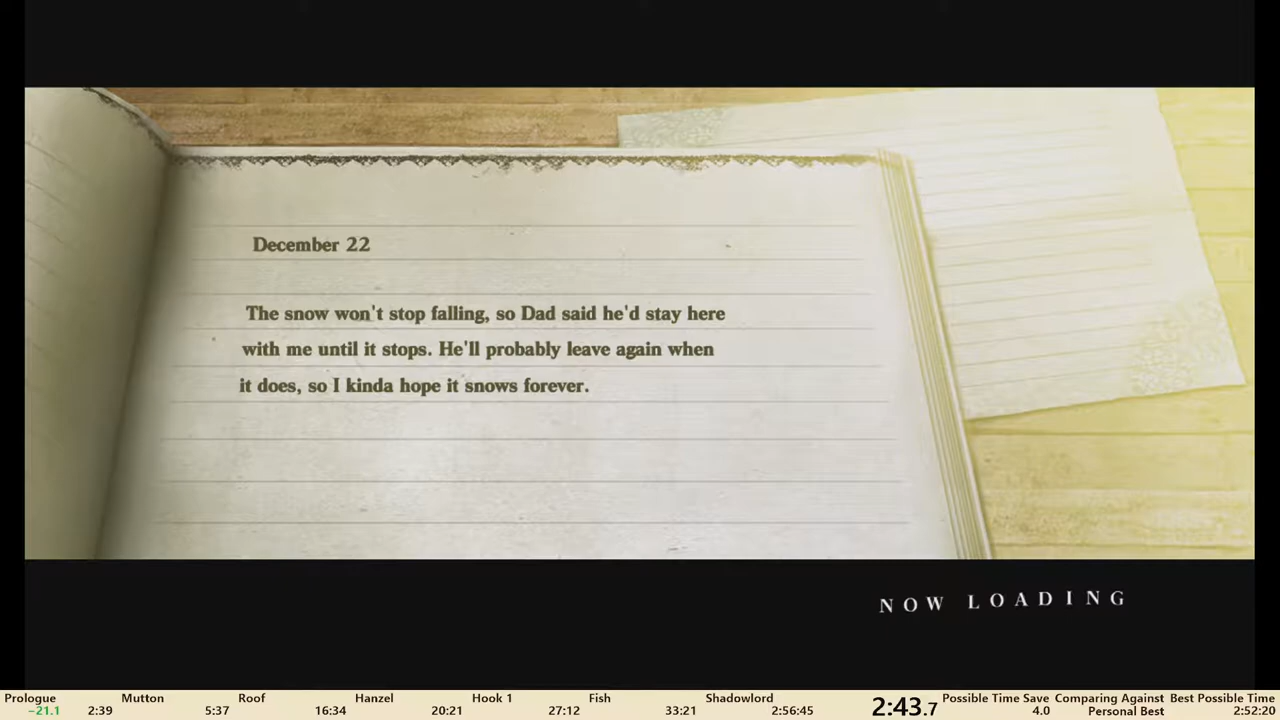 December 22
The snow won't stop falling, so Dad said he'd stay here
with me until it stops. He'll probably leave again when
it does, so I kinda hope it snows forever.
NOW LOADING
Prologue Mutton Roof Hanzel Hook 1 Fish Shadowlord 2:43.7 Possible Time Save Comparing Against Best Possible Time
-21.1 2:39 5:37 16:34 20:21 27:12 33:21 2:56:45 4.0 Personal Best 2:52:20